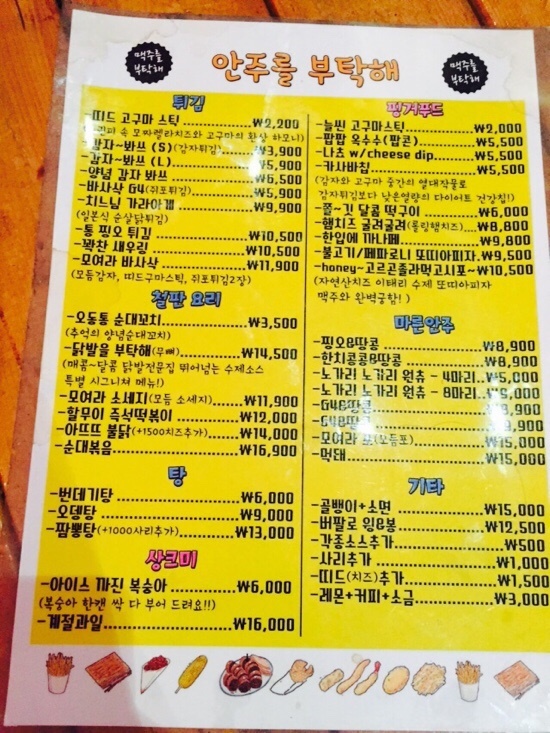 맥주를
부탁해
안주를 부탁해
맥주를
부탁해
튀김
-띠드 고구마 스틱 ₩2,200
속 모짜렐라치즈와 고구마의 환상 하모니)
-감자~봐쓰 (S)(감자튀김) ₩3,900
-감자~봐쓰 (L) ₩5,900
-양념 감자 봐쓰 ₩6,500
-바사삭 G4(쥐포튀김) ₩5,900
-치느님 가라아게 ₩9,900
(일본식 순살닭튀김)
-통 핑오 튀김 ₩10,500
-꽉찬 새우링 ₩10,500
-모여라 바사삭 ₩11,900
(모듬감자, 띠드구마스틱, 쥐포튀김2장)
철판 요리
-오동통 순대꼬치 ₩3,500
(추억의 양념순대꼬치)
-닭발을 부탁해(무뼈) ₩14,500
(매콤~달콤 닭발전문집 뛰어넘는 수제소스
특별 시그니쳐 메뉴!)
-모여라 소세지(모듬 소세지) ₩11,900
-할무이 즉석떡볶이 ₩12,000
-아뜨뜨 불닭(+1500치즈추가) ₩14,000
-순대볶음 ₩16,900
탕
-번데기탕 ₩6,000
-오뎅탕 ₩9,000
-짬뽕탕(+1000사리추가) ₩13,000
상크미
-아이스 까진 복숭아 ₩6,000
(복숭아 한캔 싹 다 부어 드려요!!)
-계절과일 ₩16,000
핑거푸드
-늘씬 고구마스틱 ₩2,000
-팝팝 옥수수(팝콘) ₩5,500
-나쵸 w/cheese dip ₩5,500
-카사바칩 ₩5,500
(감자와 고구마 중간의 열대작물로
감자튀김보다 낮은열량의 다이어트 건강칩!)
-쫄~깃 달콤 떡구이 ₩6,000
-햄치즈 굴려굴려(롤링햄치즈) ₩8,800
-한입에 까나페 ₩9,800
-불고기/페파로니 또띠아피자 ₩9,500
-honey~고르곤졸라먹고시포~ ₩10,500
(자연산치즈 이태리 수제 또띠아피자
맥주와 완벽궁합! )
마른안주
-핑오&땅콩 ₩8,900
-한치콩콩&땅콩 ₩8,900
-노가리 노가리 원츄 - 4마리 ₩5,000
-노가리 노가리 원츄 - 8마리 ₩9,000
-G4&땅콩 3,900
-G4&땅 9,900
-모여라 포(모듬포) ₩15,000
-먹태 ₩15,000
기타
-골뱅이+소면 ₩15,000
-버팔로 윙&봉 ₩12,500
-각종소스추가 ₩500
-사리추가 ₩1,000
-띠드(치즈)추가 ₩1,500
-레몬+커피+소금 ₩3,000